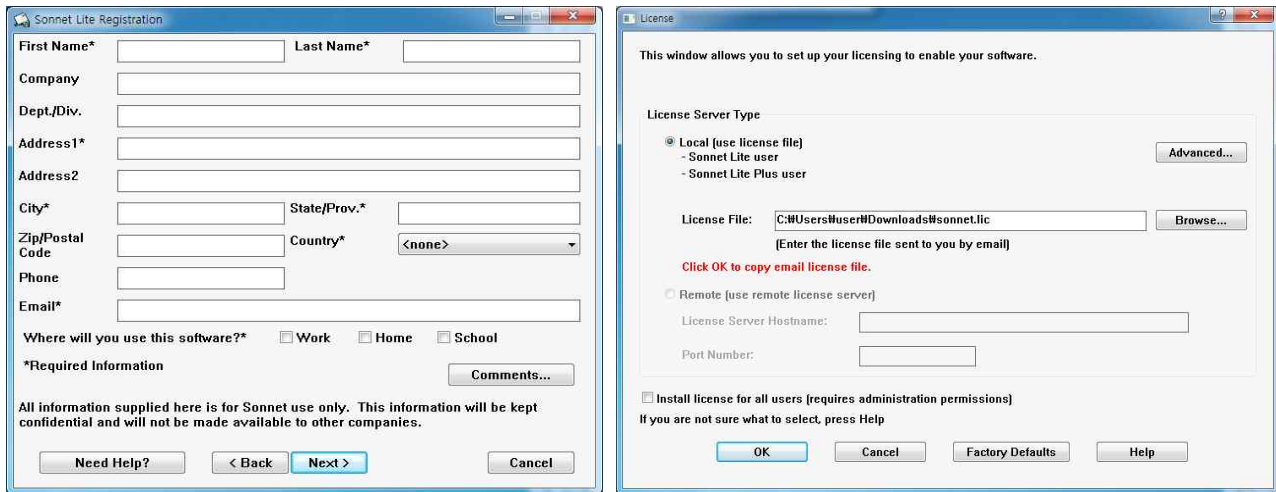 Sonnet Lite Registration
First Name*
Last Name*
Company
Dept./Div.
Address1*
Address2
City*
State/Prov.*
Zip/Postal
Code
Country*
<none>
Phone
Email*
Where will you use this software?*
Work
Home
School
*Required Information
Comments...
All information supplied here is for Sonnet use only. This information will be kept
confidential and will not be made available to other companies.
Need Help?
< Back
Next >
Cancel
License
This window allows you to set up your licensing to enable your software.
License Server Type
Local (use license file)
- Sonnet Lite user
- Sonnet Lite Plus user
Advanced...
License File:
C:₩Users₩user₩Downloads₩sonnet.lic
Browse...
(Enter the license file sent to you by email)
Click OK to copy email license file.
Remote (use remote license server)
License Server Hostname:
Port Number:
Install license for all users (requires administration permissions)
If you are not sure what to select, press Help
OK
Cancel
Factory Defaults
Help